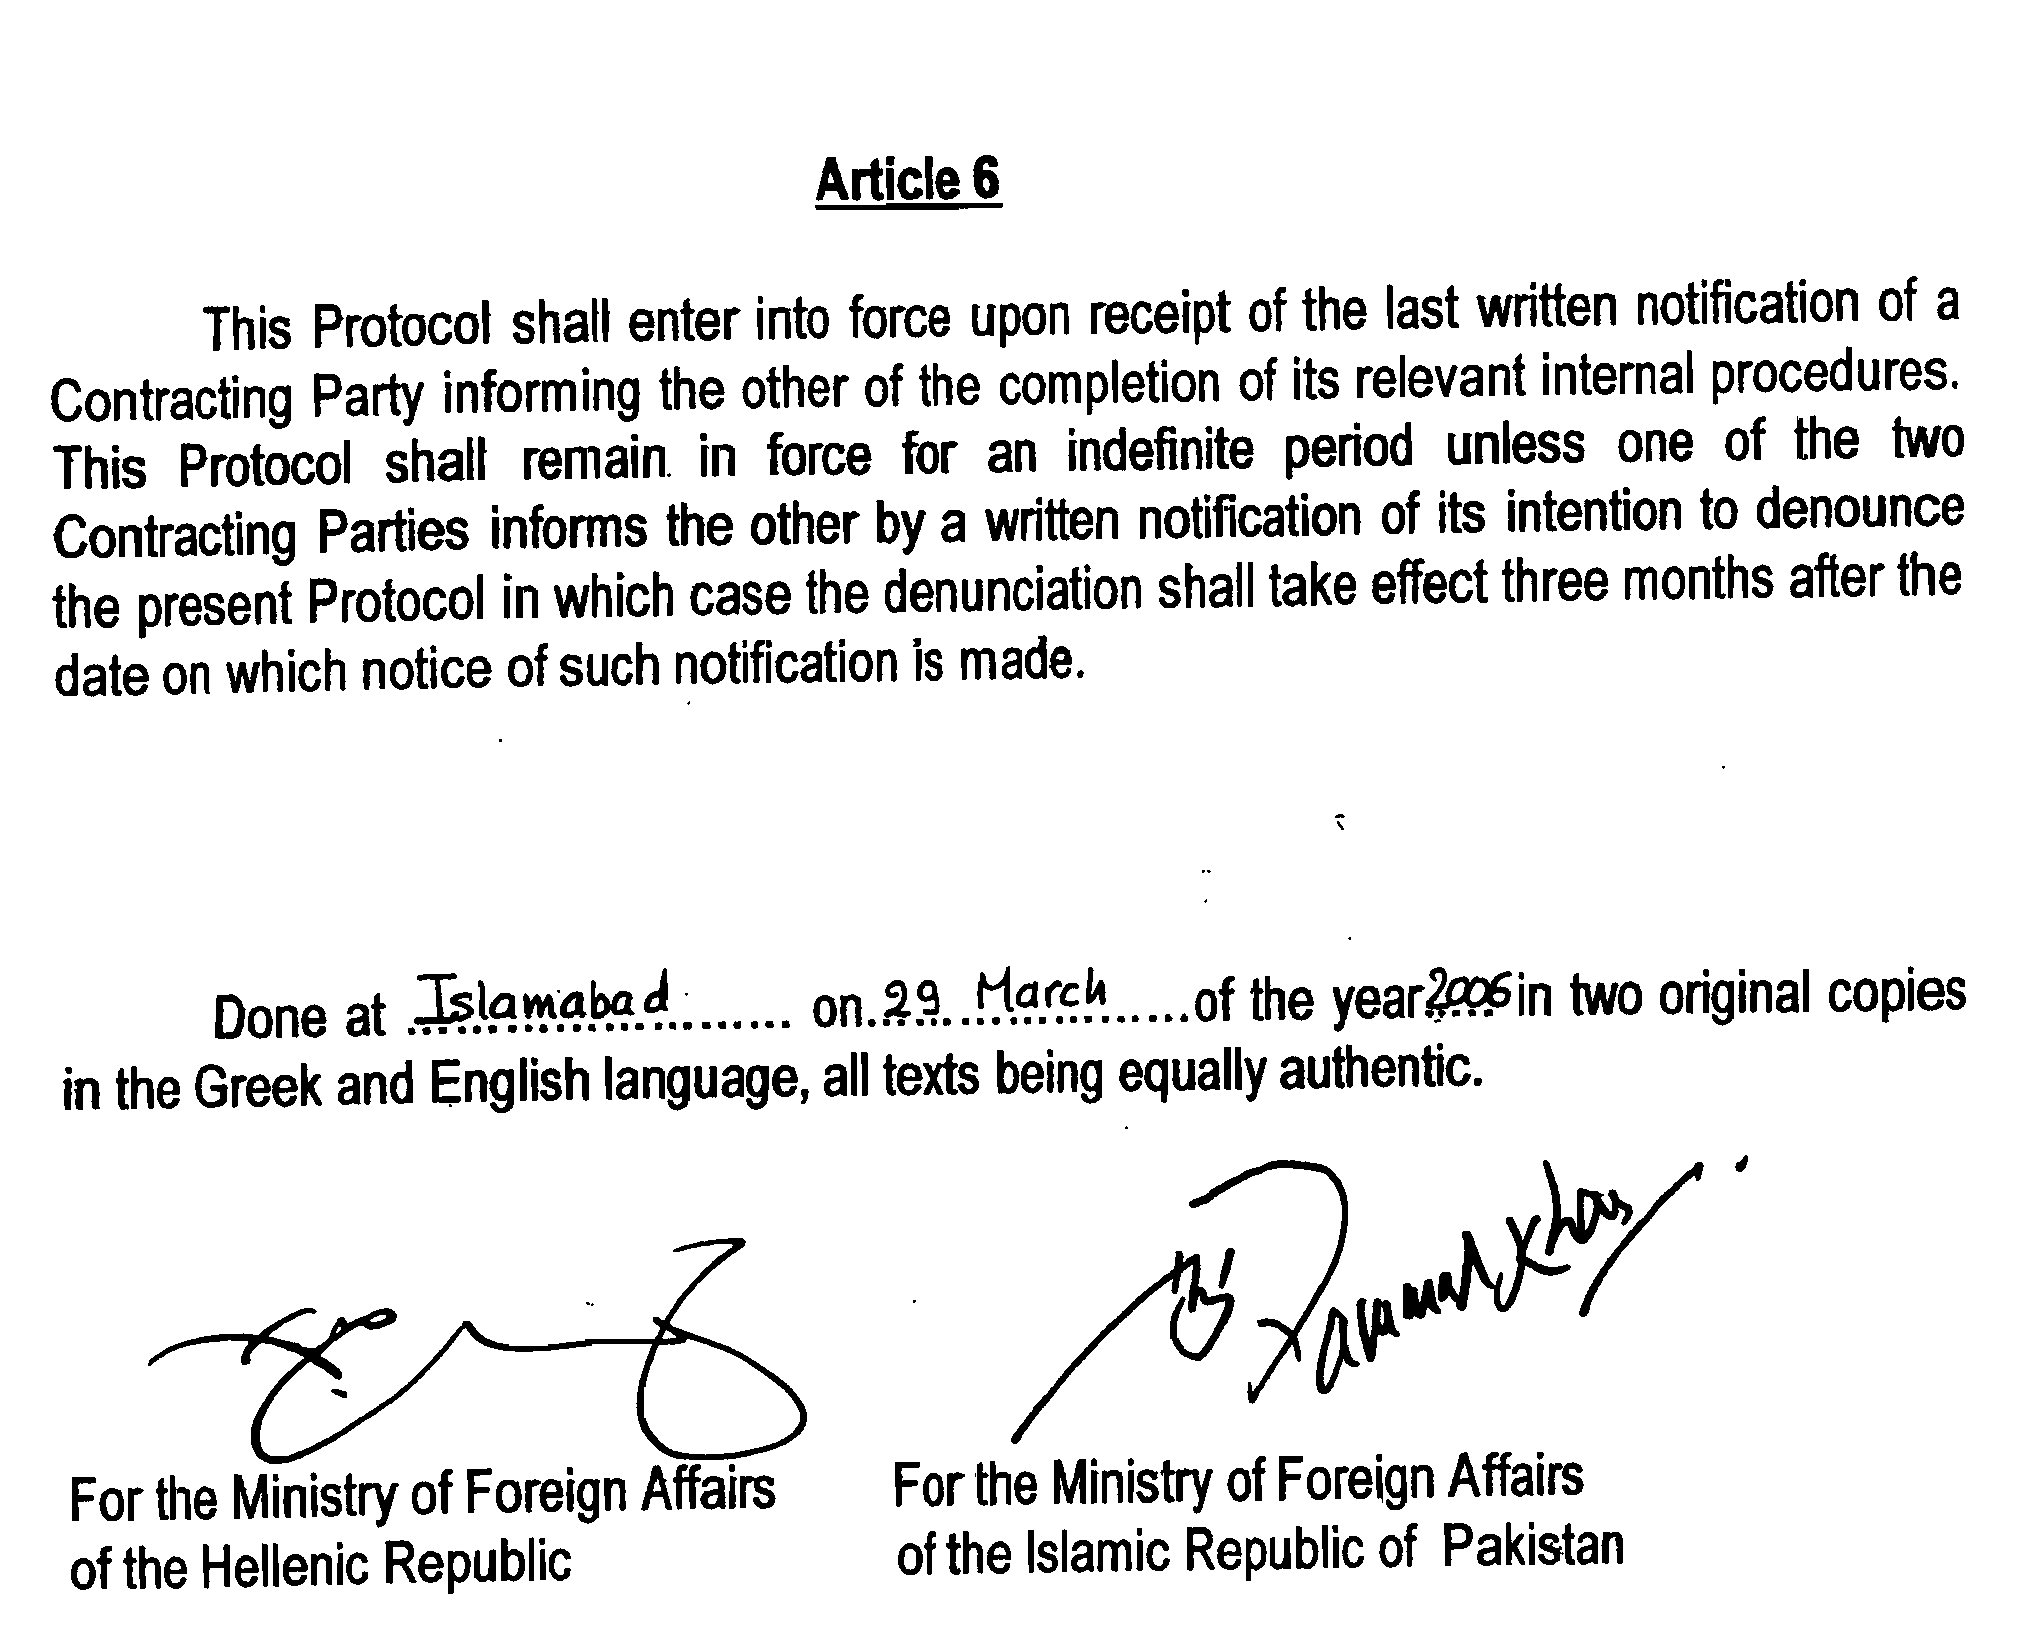 Article 6
This Protocol shall enter into force upon receipt of the last written notification of a
Contracting Party informing the other of the completion of its relevant internal procedures.
This Protocol shall remain in force for an indefinite period unless one of the two
Contracting Parties informs the other by a written notification of its intention to denounce
the present Protocol in which case the denunciation shall take effect three months after the
date on which notice of such notification is made.
Done at Islamabad on 29 March of the year 2006 in two original copies
in the Greek and English language, all texts being equally authentic.
Khan
For the Ministry of Foreign Affairs
of the Hellenic Republic
For the Ministry of Foreign Affairs
of the Islamic Republic of Pakistan